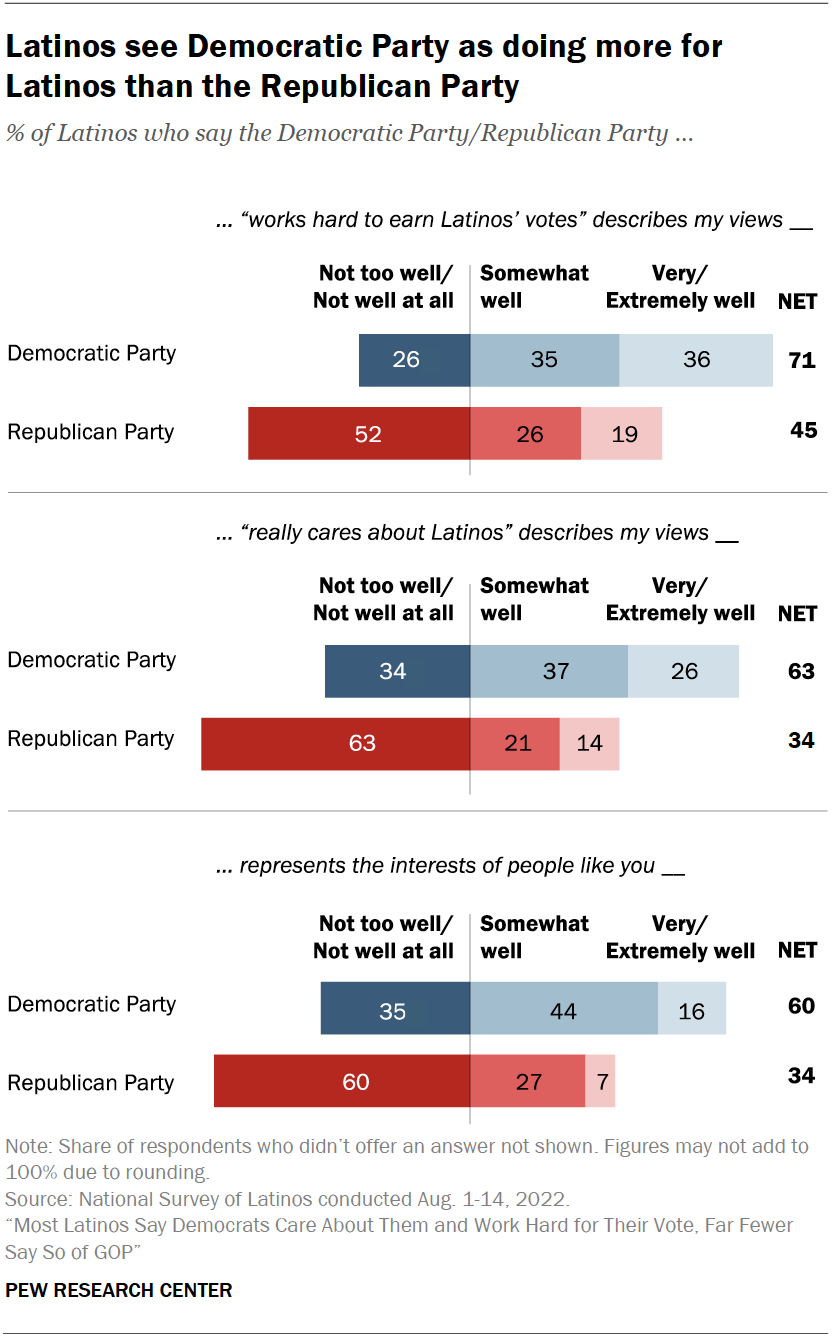 Latinos see Democratic Party as doing more for
Latinos than the Republican Party
% of Latinos who say the Democratic Party/Republican Party ...
... “works hard to earn Latinos’ votes” describes my views __
Not too well/ Somewhat Very/
Not well at all well Extremely well NET
Democratic Party 26 35 36 71
Republican Party 52 26 19 45
... “really cares about Latinos” describes my views __
Not too well/ Somewhat Very/
Not well at all well Extremely well NET
Democratic Party 34 37 26 63
Republican Party 63 21 14 34
... represents the interests of people like you __
Not too well/ Somewhat Very/
Not well at all well Extremely well NET
Democratic Party 35 44 16 60
Republican Party 60 27 7 34
Note: Share of respondents who didn’t offer an answer not shown. Figures may not add to
100% due to rounding.
Source: National Survey of Latinos conducted Aug. 1-14, 2022.
“Most Latinos Say Democrats Care About Them and Work Hard for Their Vote, Far Fewer
Say So of GOP”
PEW RESEARCH CENTER